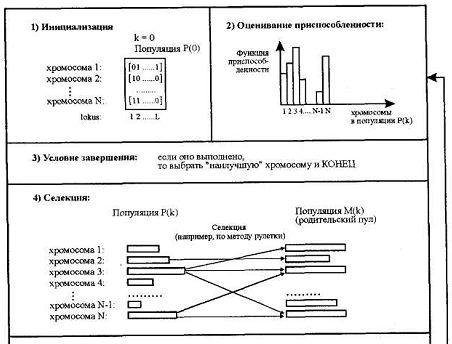 1) Инициализация
k = 0
Популяция P(0)
хромосома 1: [01 ......1]
хромосома 2: [10 ......0]
⋮ .........
хромосома N: [11 ......0]
lokus: 1 2 ......L
2) Оценивание приспособленности:
Функция
приспособ-
денности
1 2 3 4.... N-1 N
хромосомы
в популяции P(k)
3) Условие завершения: если оно выполнено,
то выбрать "наилучшую" хромосому и КОНЕЦ
4) Селекция:
Популяция P(k)
Популяция M(k)
(родительский пул)
Селекция
(например, по методу рулетки)
хромосома 1:
хромосома 2:
хромосома 3:
хромосома 4:
⋮ ......... .........
хромосома N-1:
хромосома N: